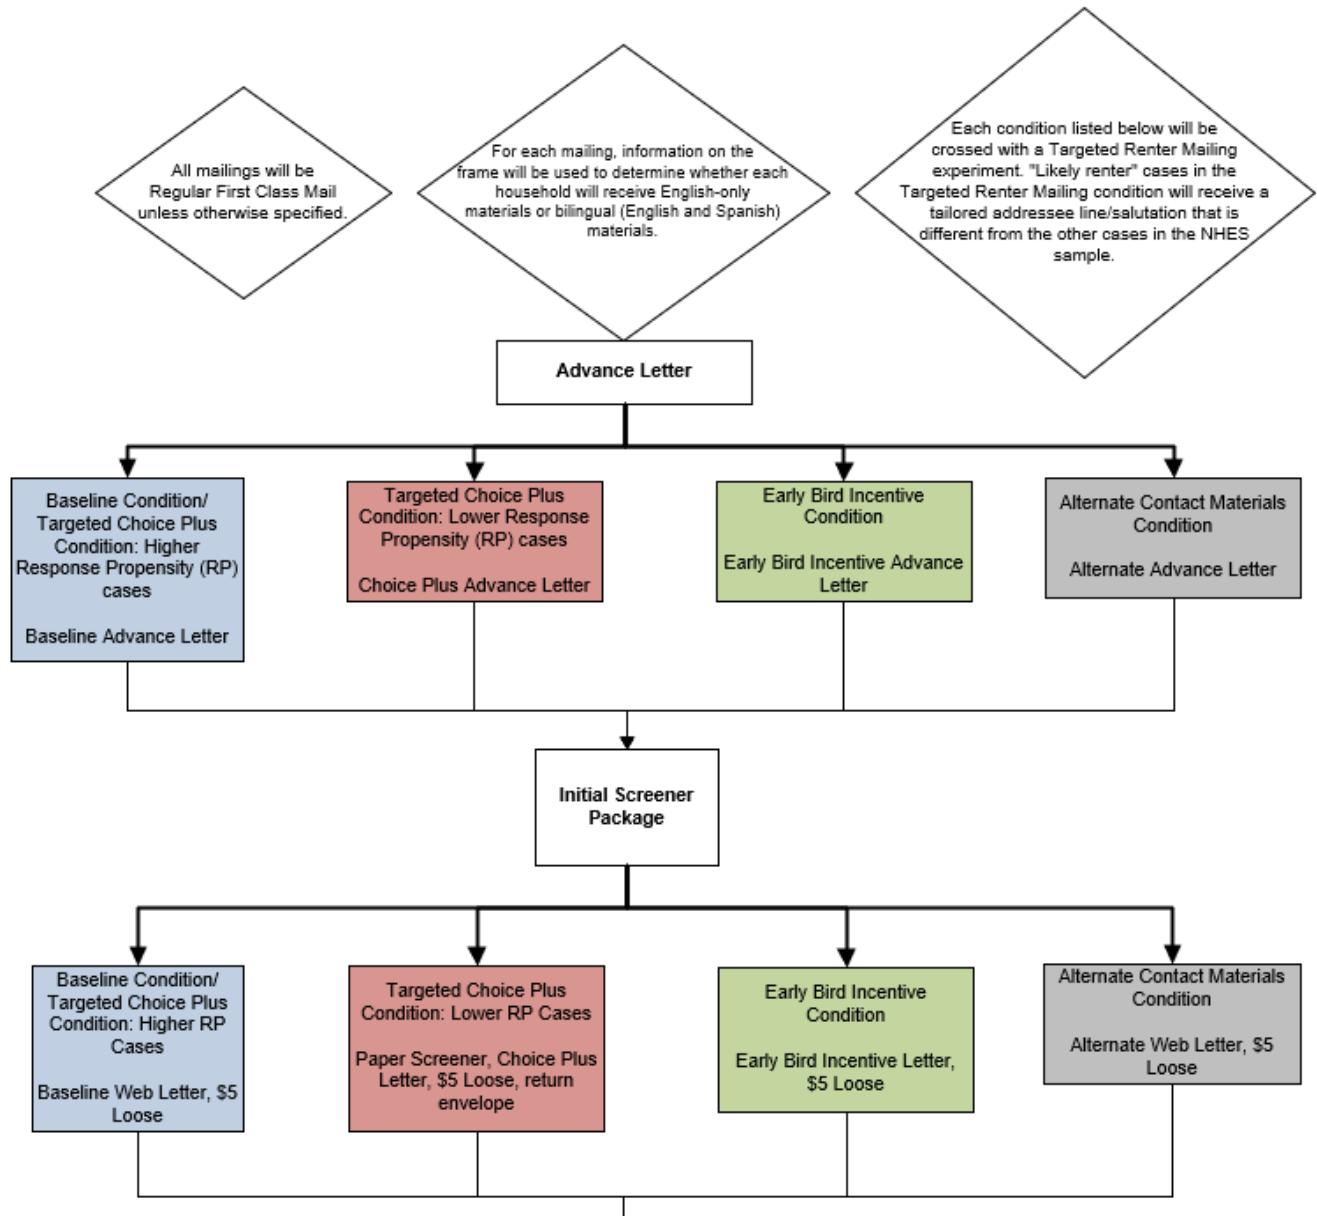 All mailings will be
Regular First Class Mail
unless otherwise specified.
For each mailing, information on the
frame will be used to determine whether each
household will receive English-only
materials or bilingual (English and Spanish)
materials.
Each condition listed below will be
crossed with a Targeted Renter Mailing
experiment. "Likely renter" cases in the
Targeted Renter Mailing condition will receive a
tailored addressee line/salutation that is
different from the other cases in the NHES
sample.
Advance Letter
Baseline Condition/
Targeted Choice Plus
Condition: Higher
Response Propensity (RP)
cases
Baseline Advance Letter
Targeted Choice Plus
Condition: Lower Response
Propensity (RP) cases
Choice Plus Advance Letter
Early Bird Incentive
Condition
Early Bird Incentive Advance
Letter
Alternate Contact Materials
Condition
Alternate Advance Letter
Initial Screener
Package
Baseline Condition/
Targeted Choice Plus
Condition: Higher RP
Cases
Baseline Web Letter, $5
Loose
Targeted Choice Plus
Condition: Lower RP Cases
Paper Screener, Choice Plus
Letter, $5 Loose, return
envelope
Early Bird Incentive
Condition
Early Bird Incentive Letter,
$5 Loose
Alternate Contact Materials
Condition
Alternate Web Letter, $5
Loose